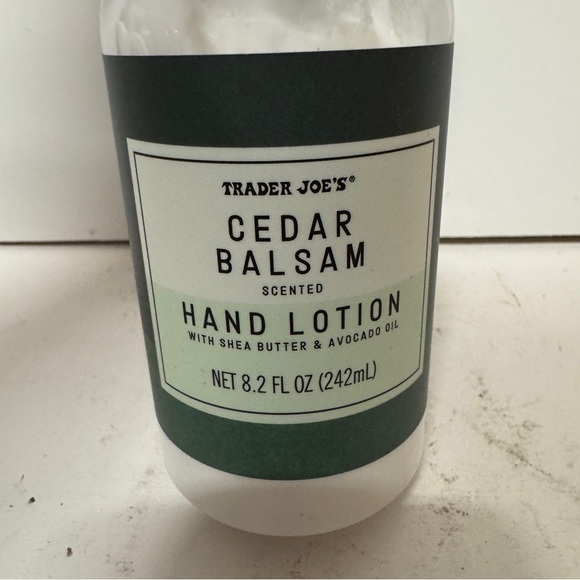 TRADER JOE'S®
CEDAR
BALSAM
SCENTED
HAND LOTION
WITH SHEA BUTTER & AVOCADO OIL
NET 8.2 FL OZ (242mL)